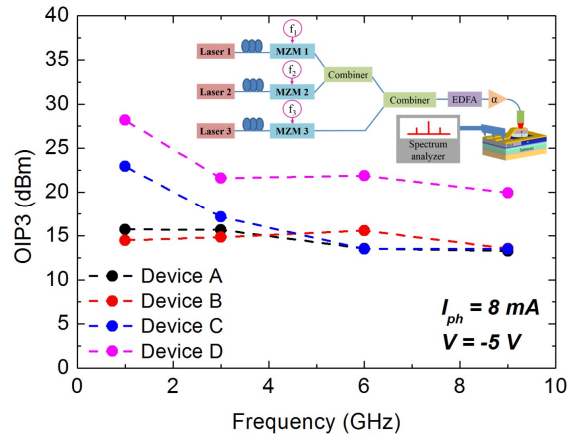 40
35
30
25
20
15
10
5
0
OIP3 (dBm)
f1
Laser 1
MZM 1
f2
Combiner
Laser 2
MZM 2
f3
Combiner
EDFA
α
Laser 3
MZM 3
Spectrum
analyzer
Device A
Device B
Device C
Device D
Iph = 8 mA
V = -5 V
0 2 4 6 8 10
Frequency (GHz)